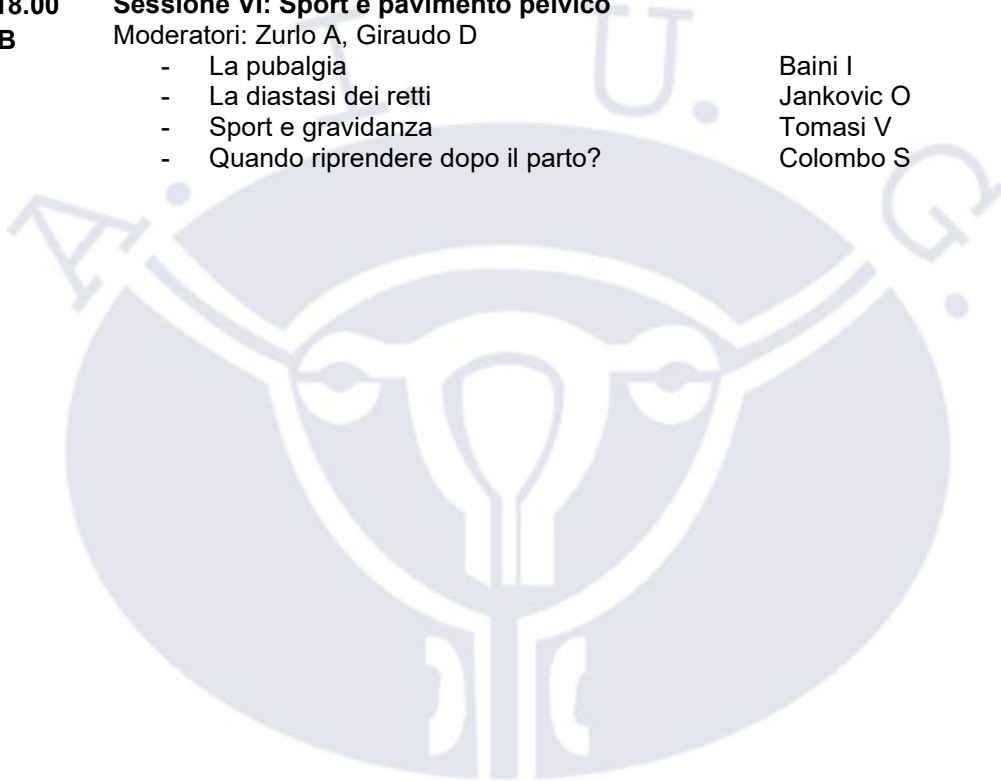 18.00 Sessione VI: Sport e pavimento pelvico
B Moderatori: Zurlo A, Giraudo D
- La pubalgia Baini I
- La diastasi dei retti Jankovic O
- Sport e gravidanza Tomasi V
- Quando riprendere dopo il parto? Colombo S
A. I. U. G.